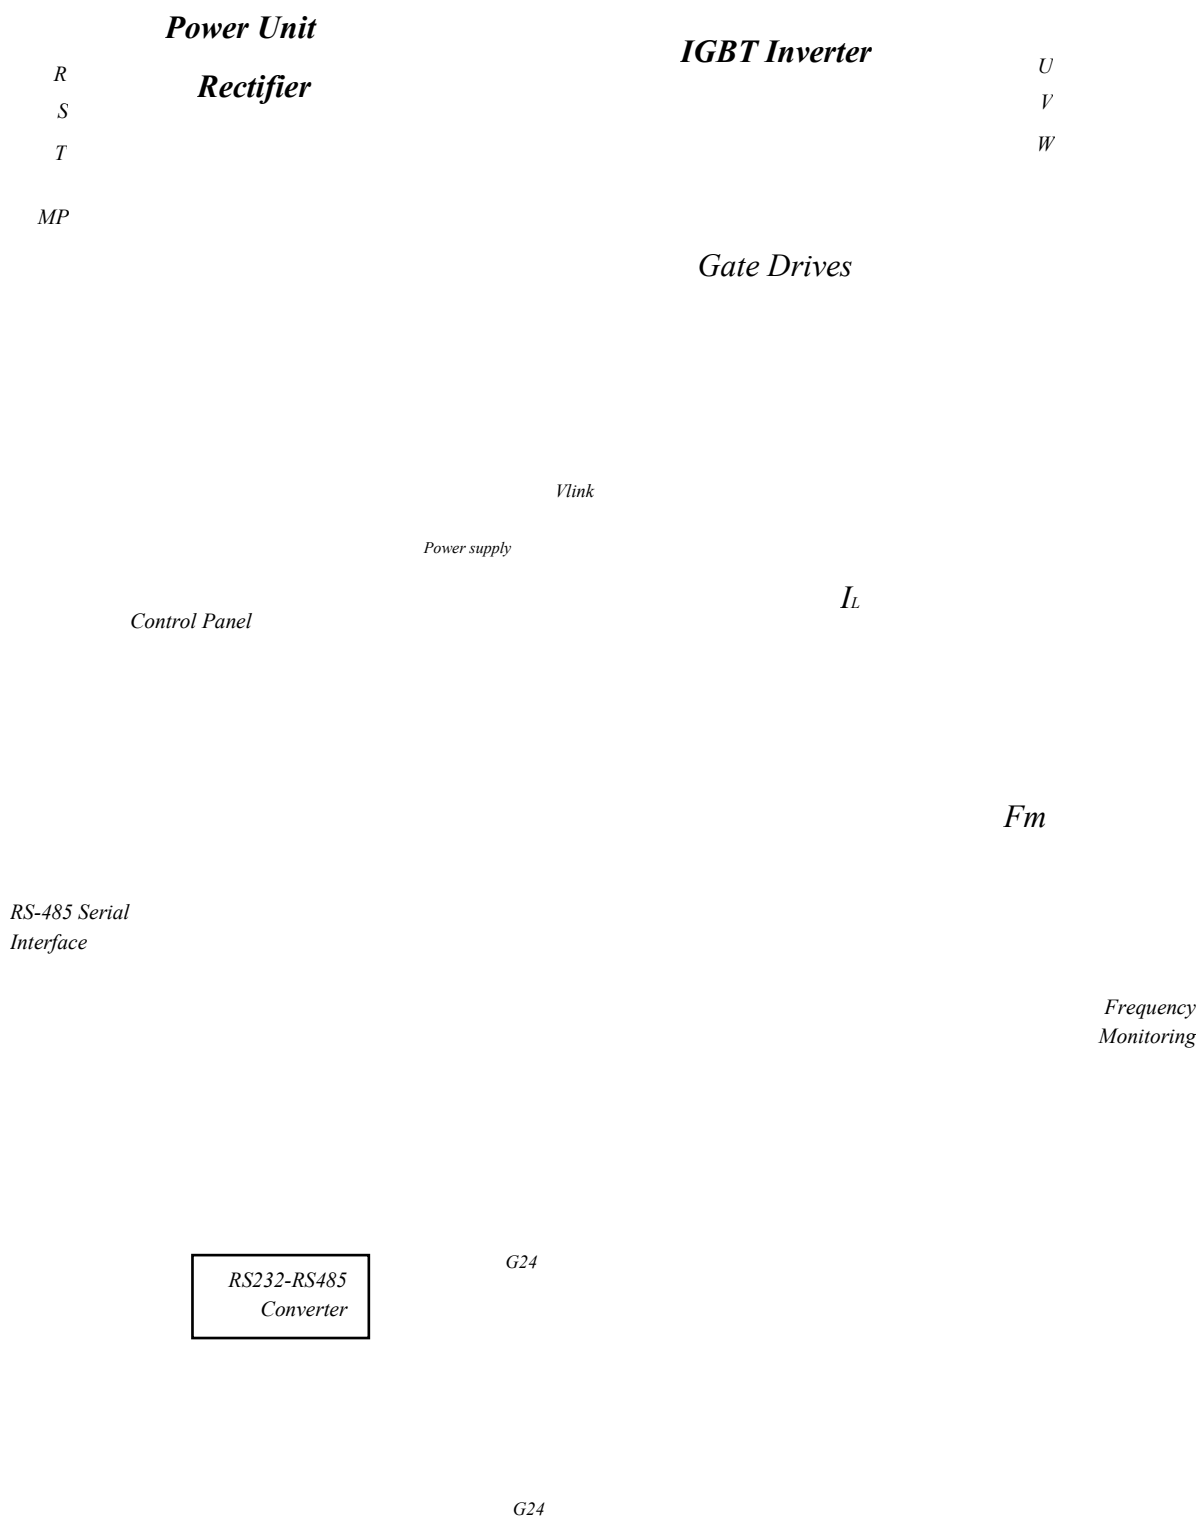 Power Unit
IGBT Inverter
R
U
Rectifier
S
V
T
W
MP
Gate Drives
Vlink
Power supply
IL
Control Panel
Fm
RS-485 Serial
Interface
Frequency
Monitoring
G24
RS232-RS485
Converter
G24